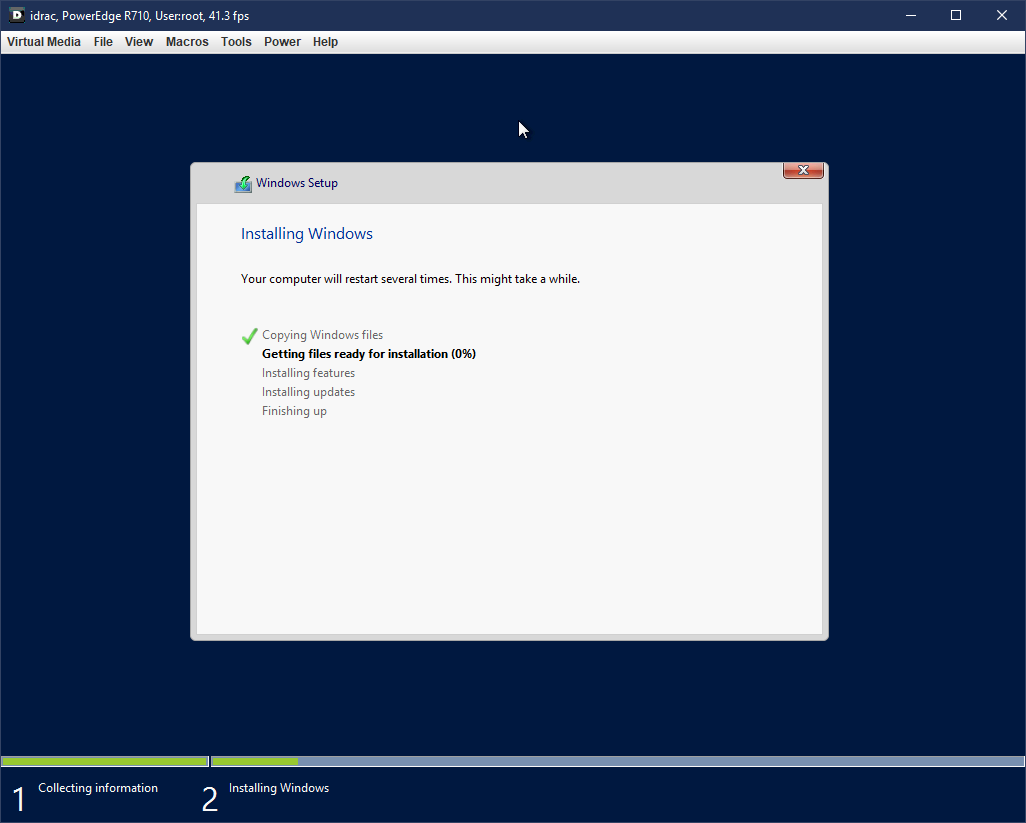 idrac, PowerEdge R710, User:root, 41.3 fps
Virtual Media File View Macros Tools Power Help
Windows Setup
Installing Windows
Your computer will restart several times. This might take a while.
Copying Windows files
Getting files ready for installation (0%)
Installing features
Installing updates
Finishing up
1 Collecting information 2 Installing Windows